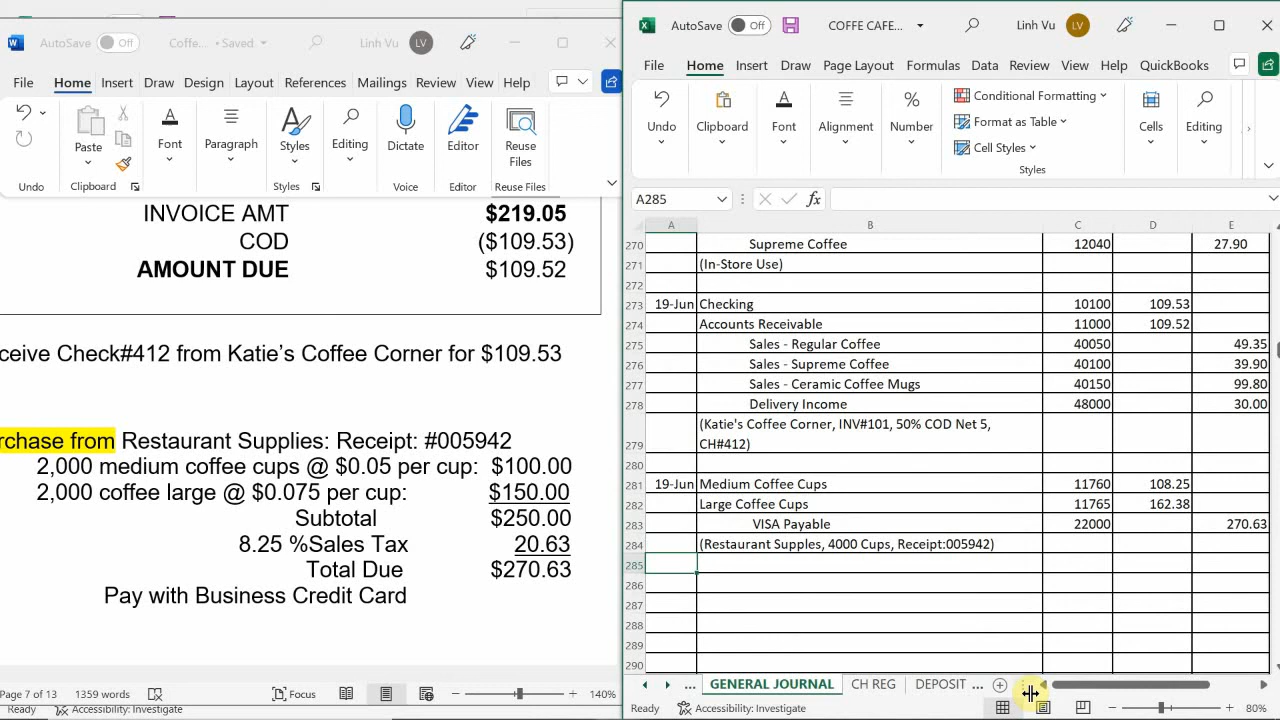 AutoSave Off Coffe... • Saved Linh Vu LV
File Home Insert Draw Design Layout References Mailings Review View Help
Undo Paste Clipboard Font Paragraph Styles Editing Dictate Voice Editor Reuse Files
Undo Clipboard Styles Voice Editor Reuse Files
INVOICE AMT $219.05
COD ($109.53)
AMOUNT DUE $109.52
ceive Check#412 from Katie's Coffee Corner for $109.53
rchase from Restaurant Supplies: Receipt: #005942
2,000 medium coffee cups @ $0.05 per cup: $100.00
2,000 coffee large @ $0.075 per cup: $150.00
Subtotal $250.00
8.25 %Sales Tax 20.63
Total Due $270.63
Pay with Business Credit Card
Page 7 of 13 1359 words Focus 140%
Ready Accessibility: Investigate
AutoSave Off COFFE CAFE... Linh Vu LV
File Home Insert Draw Page Layout Formulas Data Review View Help QuickBooks
Undo Clipboard Font Alignment Number Conditional Formatting Format as Table Cell Styles Styles Cells Editing
A285 fx
A B C D E
270 Supreme Coffee 12040 27.90
271 (In-Store Use)
272
273 19-Jun Checking 10100 109.53
274 Accounts Receivable 11000 109.52
275 Sales - Regular Coffee 40050 49.35
276 Sales - Supreme Coffee 40100 39.90
277 Sales - Ceramic Coffee Mugs 40150 99.80
278 Delivery Income 48000 30.00
(Katie's Coffee Corner, INV#101, 50% COD Net 5,
279 CH#412)
280
281 19-Jun Medium Coffee Cups 11760 108.25
282 Large Coffee Cups 11765 162.38
283 VISA Payable 22000 270.63
284 (Restaurant Supples, 4000 Cups, Receipt:005942)
285
286
287
288
289
290
... GENERAL JOURNAL CH REG DEPOSIT ...
Ready Accessibility: Investigate 80%